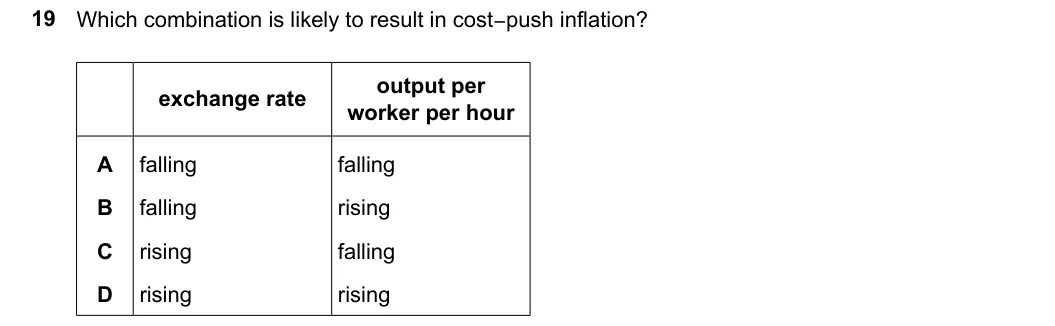 19 Which combination is likely to result in cost–push inflation?
exchange rate
output per
worker per hour
A falling falling
B falling rising
C rising falling
D rising rising